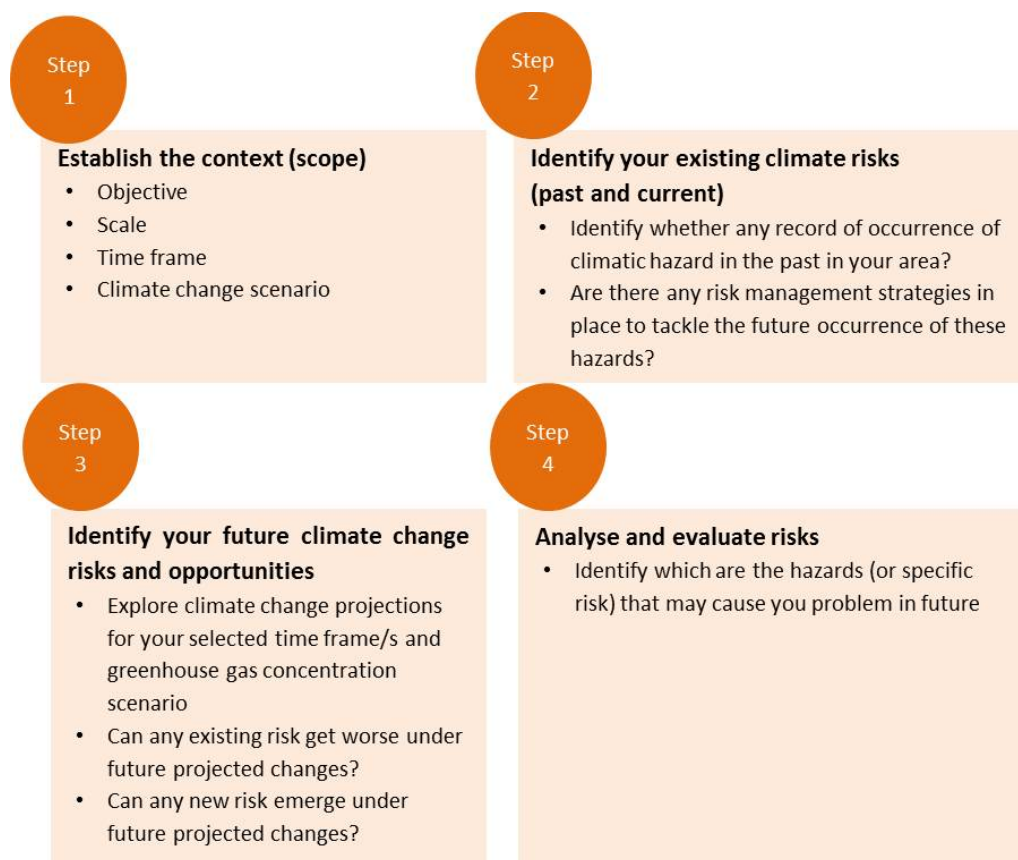 Step
1
Establish the context (scope)
• Objective
• Scale
• Time frame
• Climate change scenario
Step
2
Identify your existing climate risks
(past and current)
• Identify whether any record of occurrence of
climatic hazard in the past in your area?
• Are there any risk management strategies in
place to tackle the future occurrence of these
hazards?
Step
3
Identify your future climate change
risks and opportunities
• Explore climate change projections
for your selected time frame/s and
greenhouse gas concentration
scenario
• Can any existing risk get worse under
future projected changes?
• Can any new risk emerge under
future projected changes?
Step
4
Analyse and evaluate risks
• Identify which are the hazards (or specific
risk) that may cause you problem in future